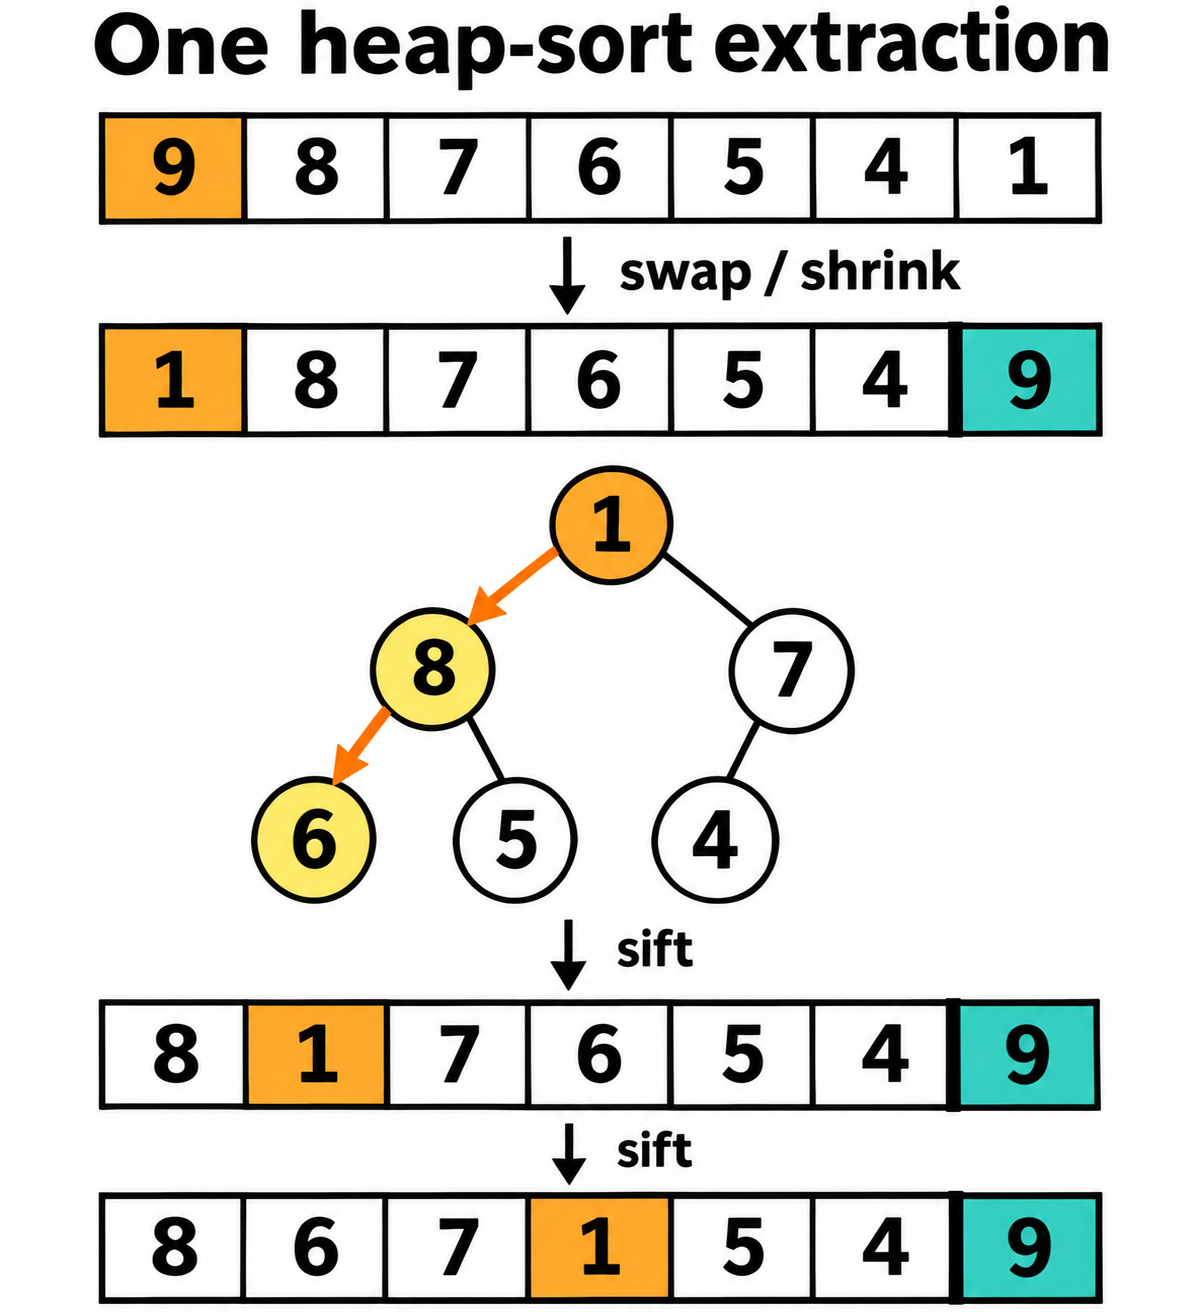 One heap-sort extraction
9 8 7 6 5 4 1
swap / shrink
1 8 7 6 5 4 9
1
8 7
6 5 4
sift
8 1 7 6 5 4 9
sift
8 6 7 1 5 4 9